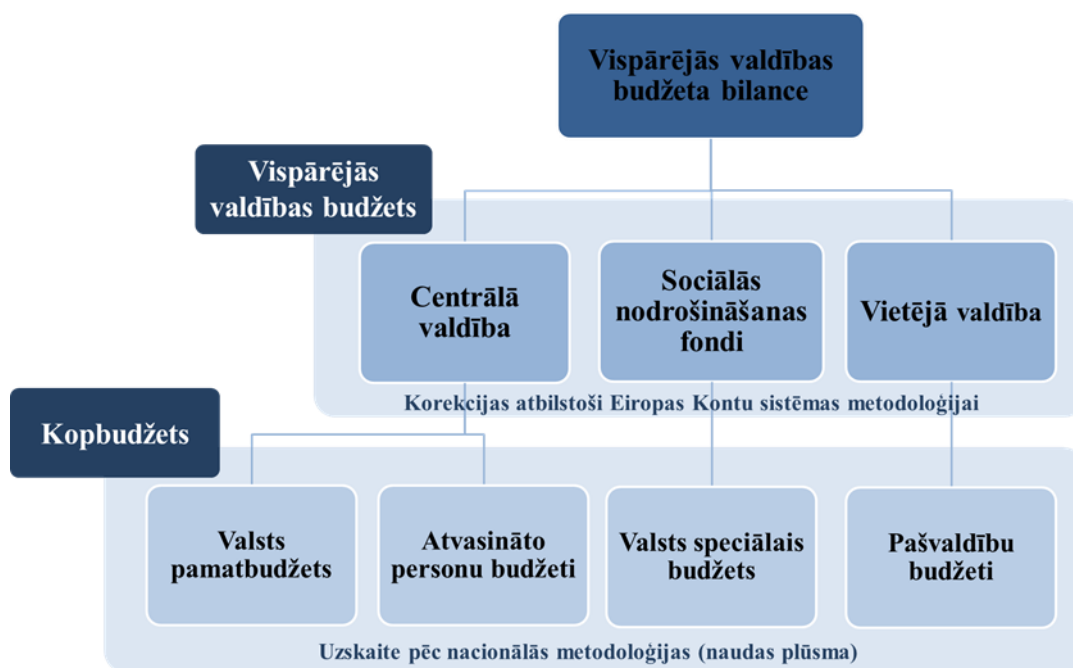 Vispārējās valdības
budžeta bilance
Vispārējās
valdības budžets
Centrālā
valdība
Sociālās
nodrošināšanas
fondi
Vietējā valdība
Korekcijas atbilstoši Eiropas Kontu sistēmas metodoloģijai
Kopbudžets
Valsts
pamatbudžets
Atvasināto
personu budžeti
Valsts speciālais
budžets
Pašvaldību
budžeti
Uzskaite pēc nacionālās metodoloģijas (naudas plūsma)